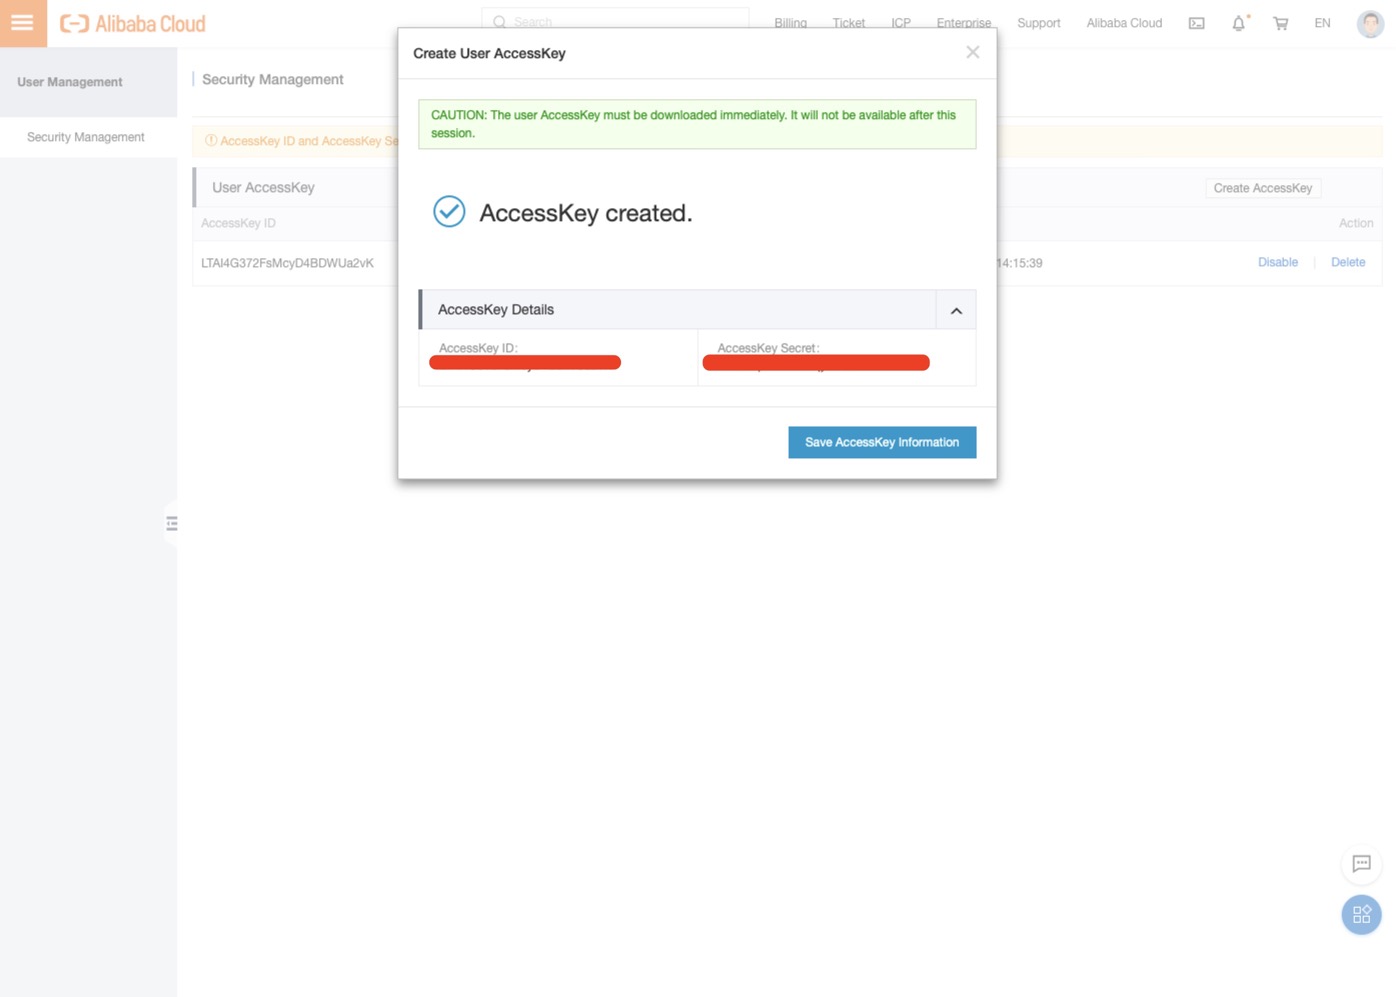 Alibaba Cloud
Search
Billing
Ticket
ICP
Enterprise
Support
Alibaba Cloud
EN
User Management
Security Management
Security Management
AccessKey ID and AccessKey Se
User AccessKey
Create AccessKey
AccessKey ID
Action
LTAI4G372FsMcyD4BDWUa2vK
14:15:39
Disable
Delete
Create User AccessKey
CAUTION: The user AccessKey must be downloaded immediately. It will not be available after this
session.
AccessKey created.
AccessKey Details
AccessKey ID:
AccessKey Secret:
Save AccessKey Information